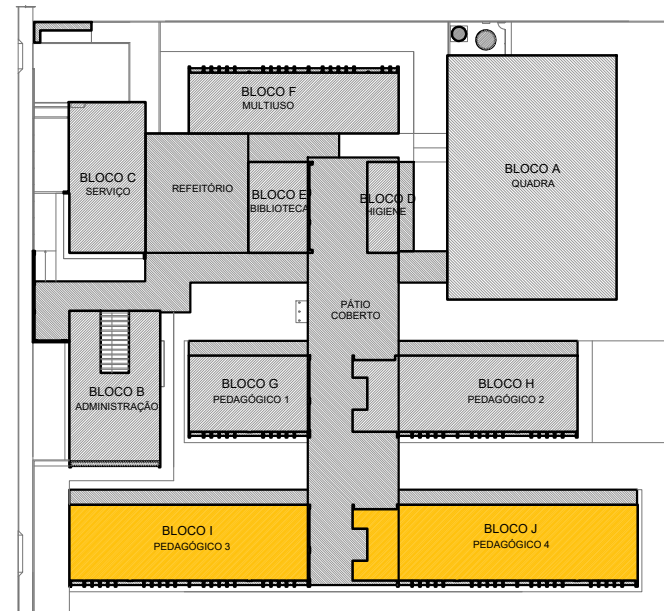 BLOCO F
MULTIUSO
BLOCO A
QUADRA
BLOCO C
SERVIÇO
REFEITÓRIO
BLOCO E
BIBLIOTECA
BLOCO D
HIGIENE
PÁTIO
COBERTO
BLOCO B
ADMINISTRAÇÃO
BLOCO G
PEDAGÓGICO 1
BLOCO H
PEDAGÓGICO 2
BLOCO I
PEDAGÓGICO 3
BLOCO J
PEDAGÓGICO 4